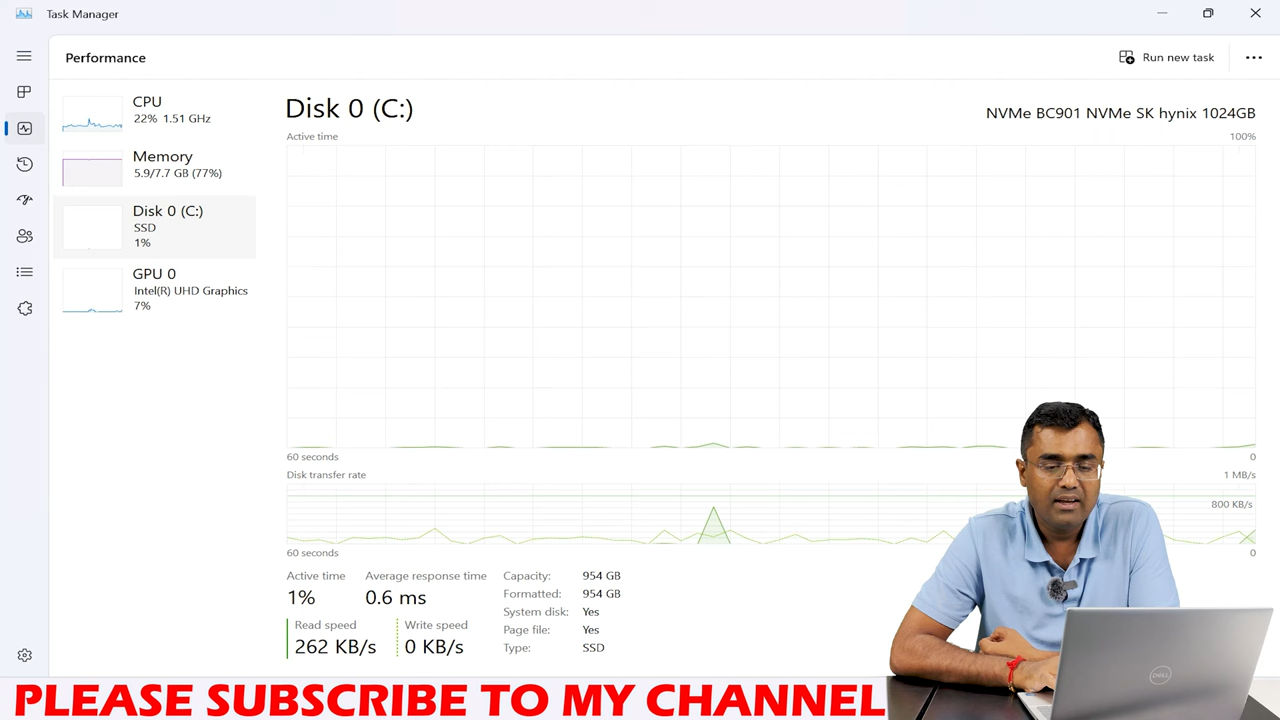 Task Manager
Performance
Run new task
CPU
22% 1.51 GHz
Memory
5.9/7.7 GB (77%)
Disk 0 (C:)
SSD
1%
GPU 0
Intel(R) UHD Graphics
7%
Disk 0 (C:)
NVMe BC901 NVMe SK hynix 1024GB
Active time
100%
60 seconds
0
Disk transfer rate
1 MB/s
800 KB/s
60 seconds
0
Active time
1%
Average response time
0.6 ms
Read speed
262 KB/s
Write speed
0 KB/s
Capacity: 954 GB
Formatted: 954 GB
System disk: Yes
Page file: Yes
Type: SSD
DELL
PLEASE SUBSCRIBE TO MY CHANNEL